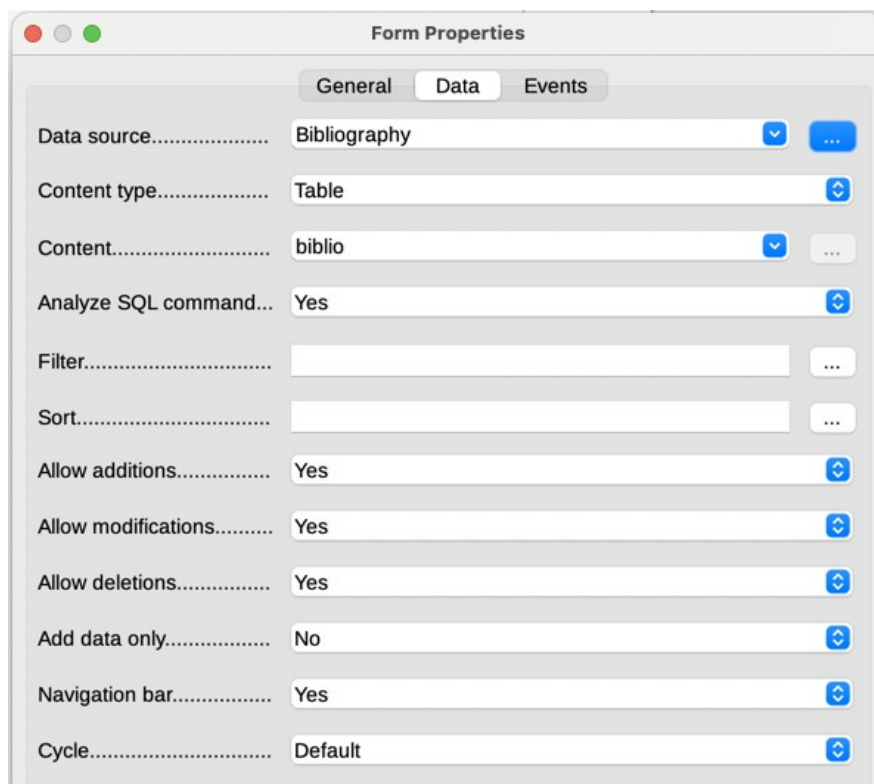 Form Properties
General Data Events
Data source.................... Bibliography ...
Content type................... Table
Content........................... biblio ...
Analyze SQL command... Yes
Filter................................ ...
Sort................................. ...
Allow additions................ Yes
Allow modifications.......... Yes
Allow deletions................ Yes
Add data only.................. No
Navigation bar................. Yes
Cycle............................... Default